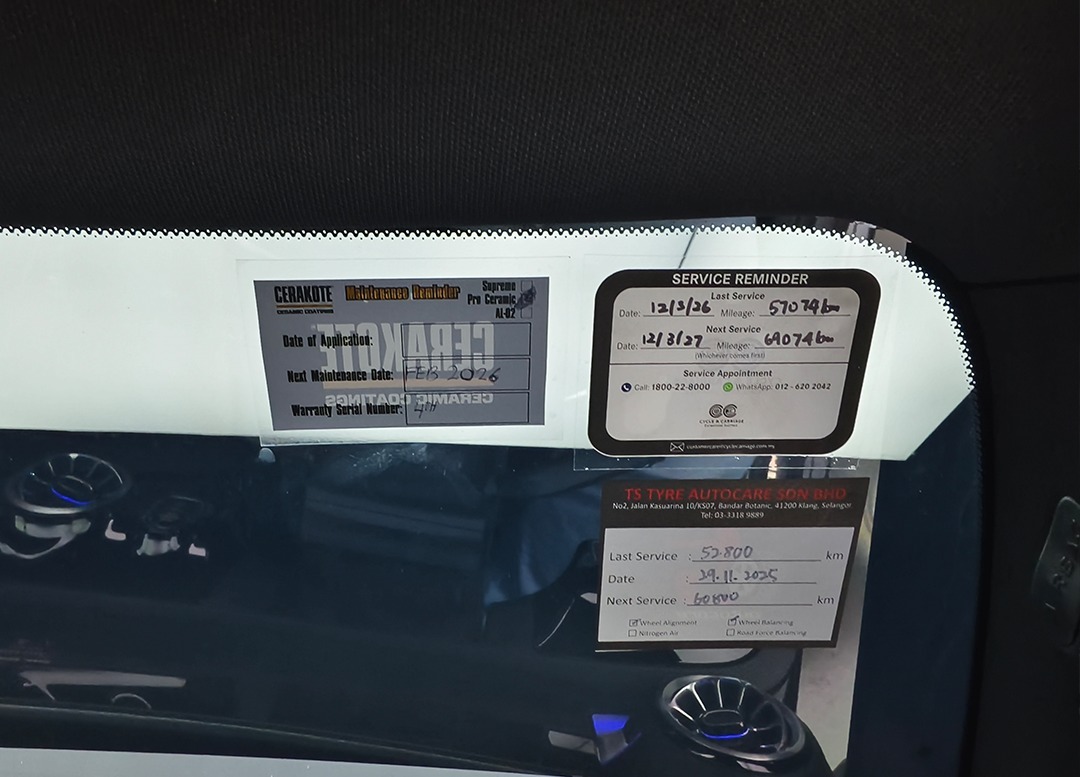 CERAKOTE
CERAMIC COATINGS
Maintenance Reminder
Supreme
Pro Ceramic
AL-02
Date of Application:
Next Maintenance Date: FEB 2026
Warranty Serial Number: 4TH
CERAKOTE
CERAMIC COATINGS
SERVICE REMINDER
Last Service
Date: 12/3/26 Mileage: 57074km
Next Service
Date: 12/3/27 Mileage: 69074km
(Whichever comes first)
Service Appointment
Call: 1800-22-8000 WhatsApp: 012 - 620 2042
CYCLE & CARRIAGE
TS TYRE AUTOCARE SDN BHD
No2, Jalan Kasuarina 10/KS07, Bandar Botanic, 41200 Klang, Selangor
Tel: 03-3318 9889
Last Service : 52.800 km
Date : 29.11.2025
Next Service : 60800 km
Wheel Alignment Wheel Balancing
Nitrogen Air Road Force Balancing